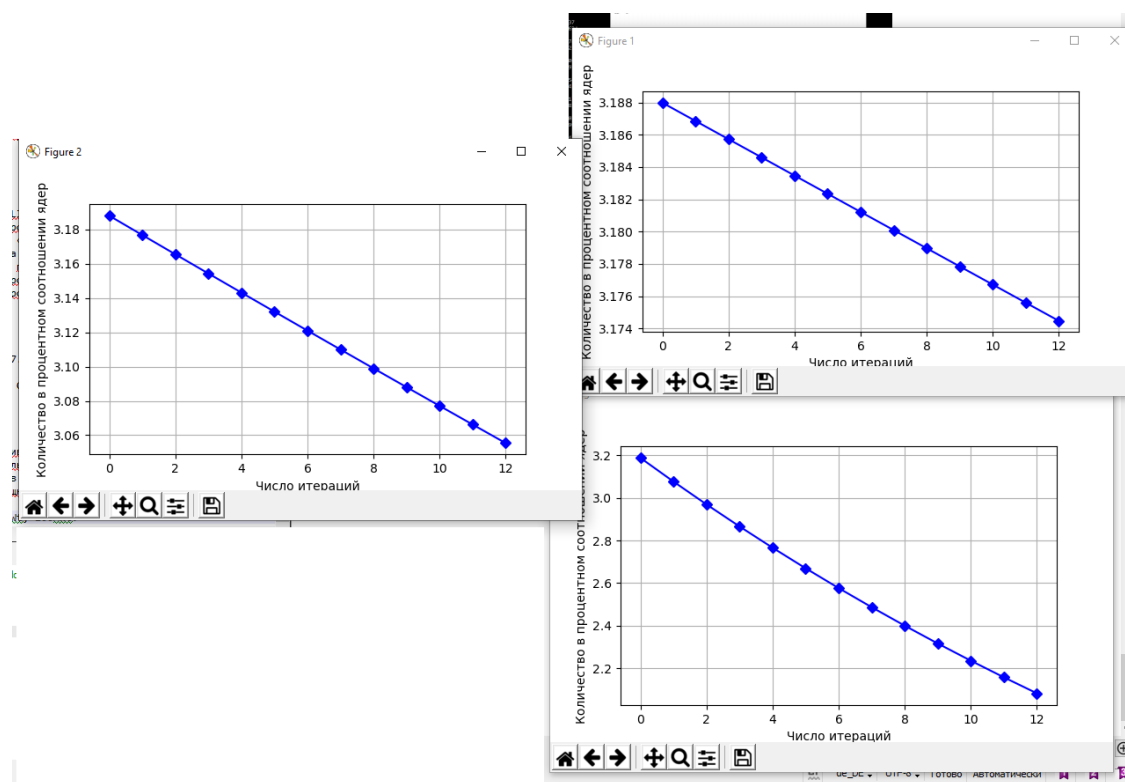 Figure 1
Количество в процентном соотношении ядер
3.188
3.186
3.184
3.182
3.180
3.178
3.176
3.174
0 2 4 6 8 10 12
Число итераций
Figure 2
Количество в процентном соотношении ядер
3.18
3.16
3.14
3.12
3.10
3.08
3.06
0 2 4 6 8 10 12
Число итераций
Количество в процентном соотношении ядер
3.2
3.0
2.8
2.6
2.4
2.2
0 2 4 6 8 10 12
Число итераций
de_DE UTF-8 Готово Автоматически